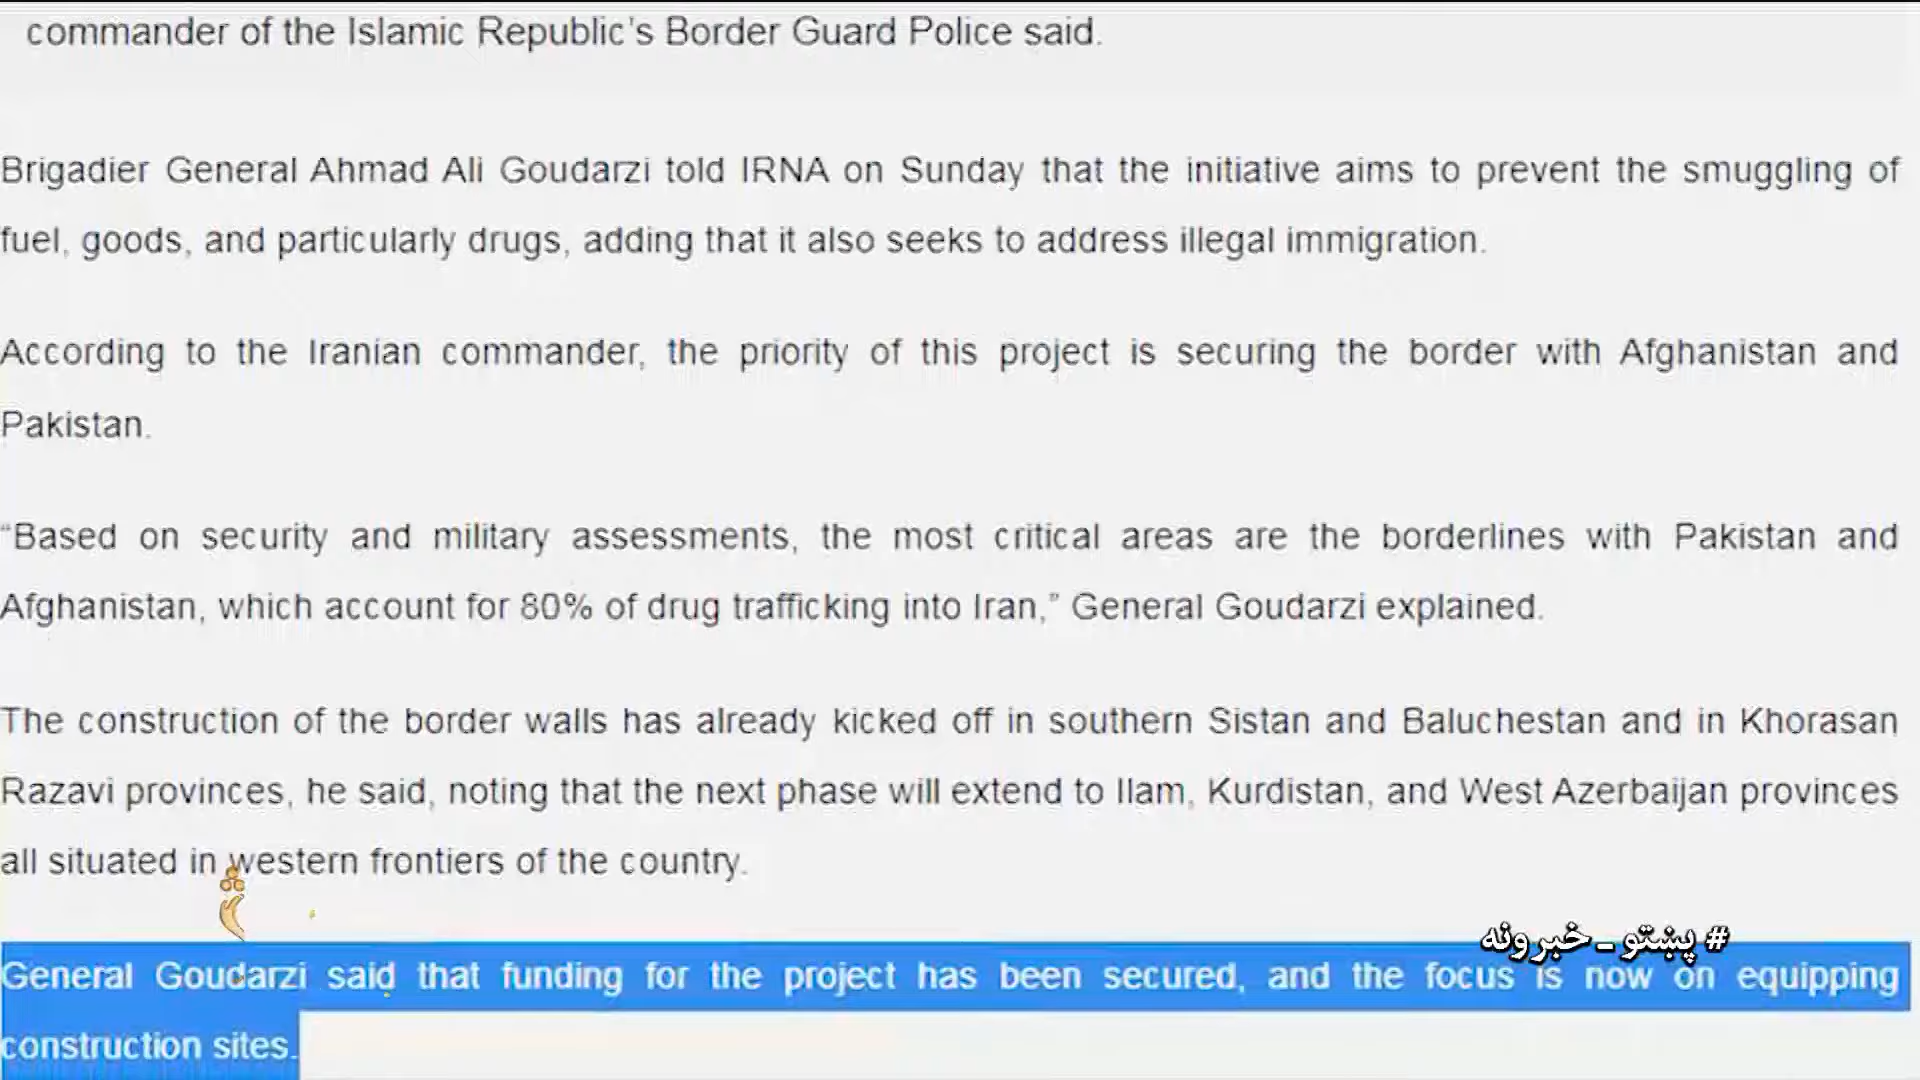 commander of the Islamic Republic’s Border Guard Police said.
Brigadier General Ahmad Ali Goudarzi told IRNA on Sunday that the initiative aims to prevent the smuggling of
fuel, goods, and particularly drugs, adding that it also seeks to address illegal immigration.
According to the Iranian commander, the priority of this project is securing the border with Afghanistan and
Pakistan.
“Based on security and military assessments, the most critical areas are the borderlines with Pakistan and
Afghanistan, which account for 80% of drug trafficking into Iran,” General Goudarzi explained.
The construction of the border walls has already kicked off in southern Sistan and Baluchestan and in Khorasan
Razavi provinces, he said, noting that the next phase will extend to Ilam, Kurdistan, and West Azerbaijan provinces
all situated in western frontiers of the country.
# پښتو ـ خبرونه
General Goudarzi said that funding for the project has been secured, and the focus is now on equipping
construction sites.